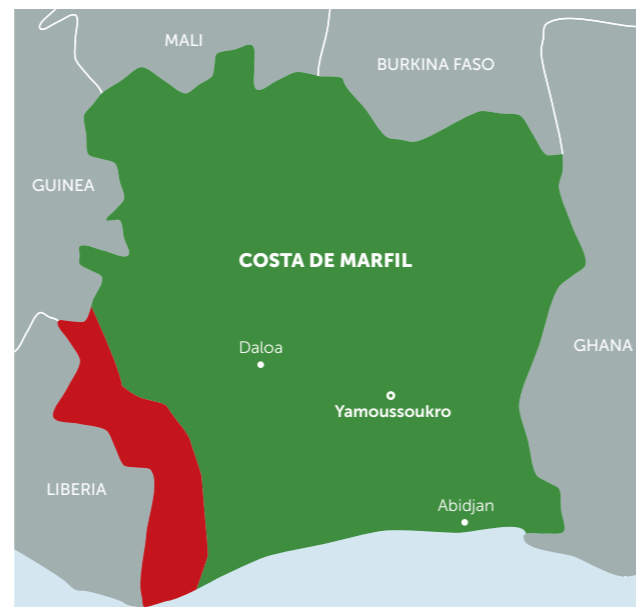 MALI
BURKINA FASO
GUINEA
COSTA DE MARFIL
GHANA
Daloa
Yamoussoukro
LIBERIA
Abidjan